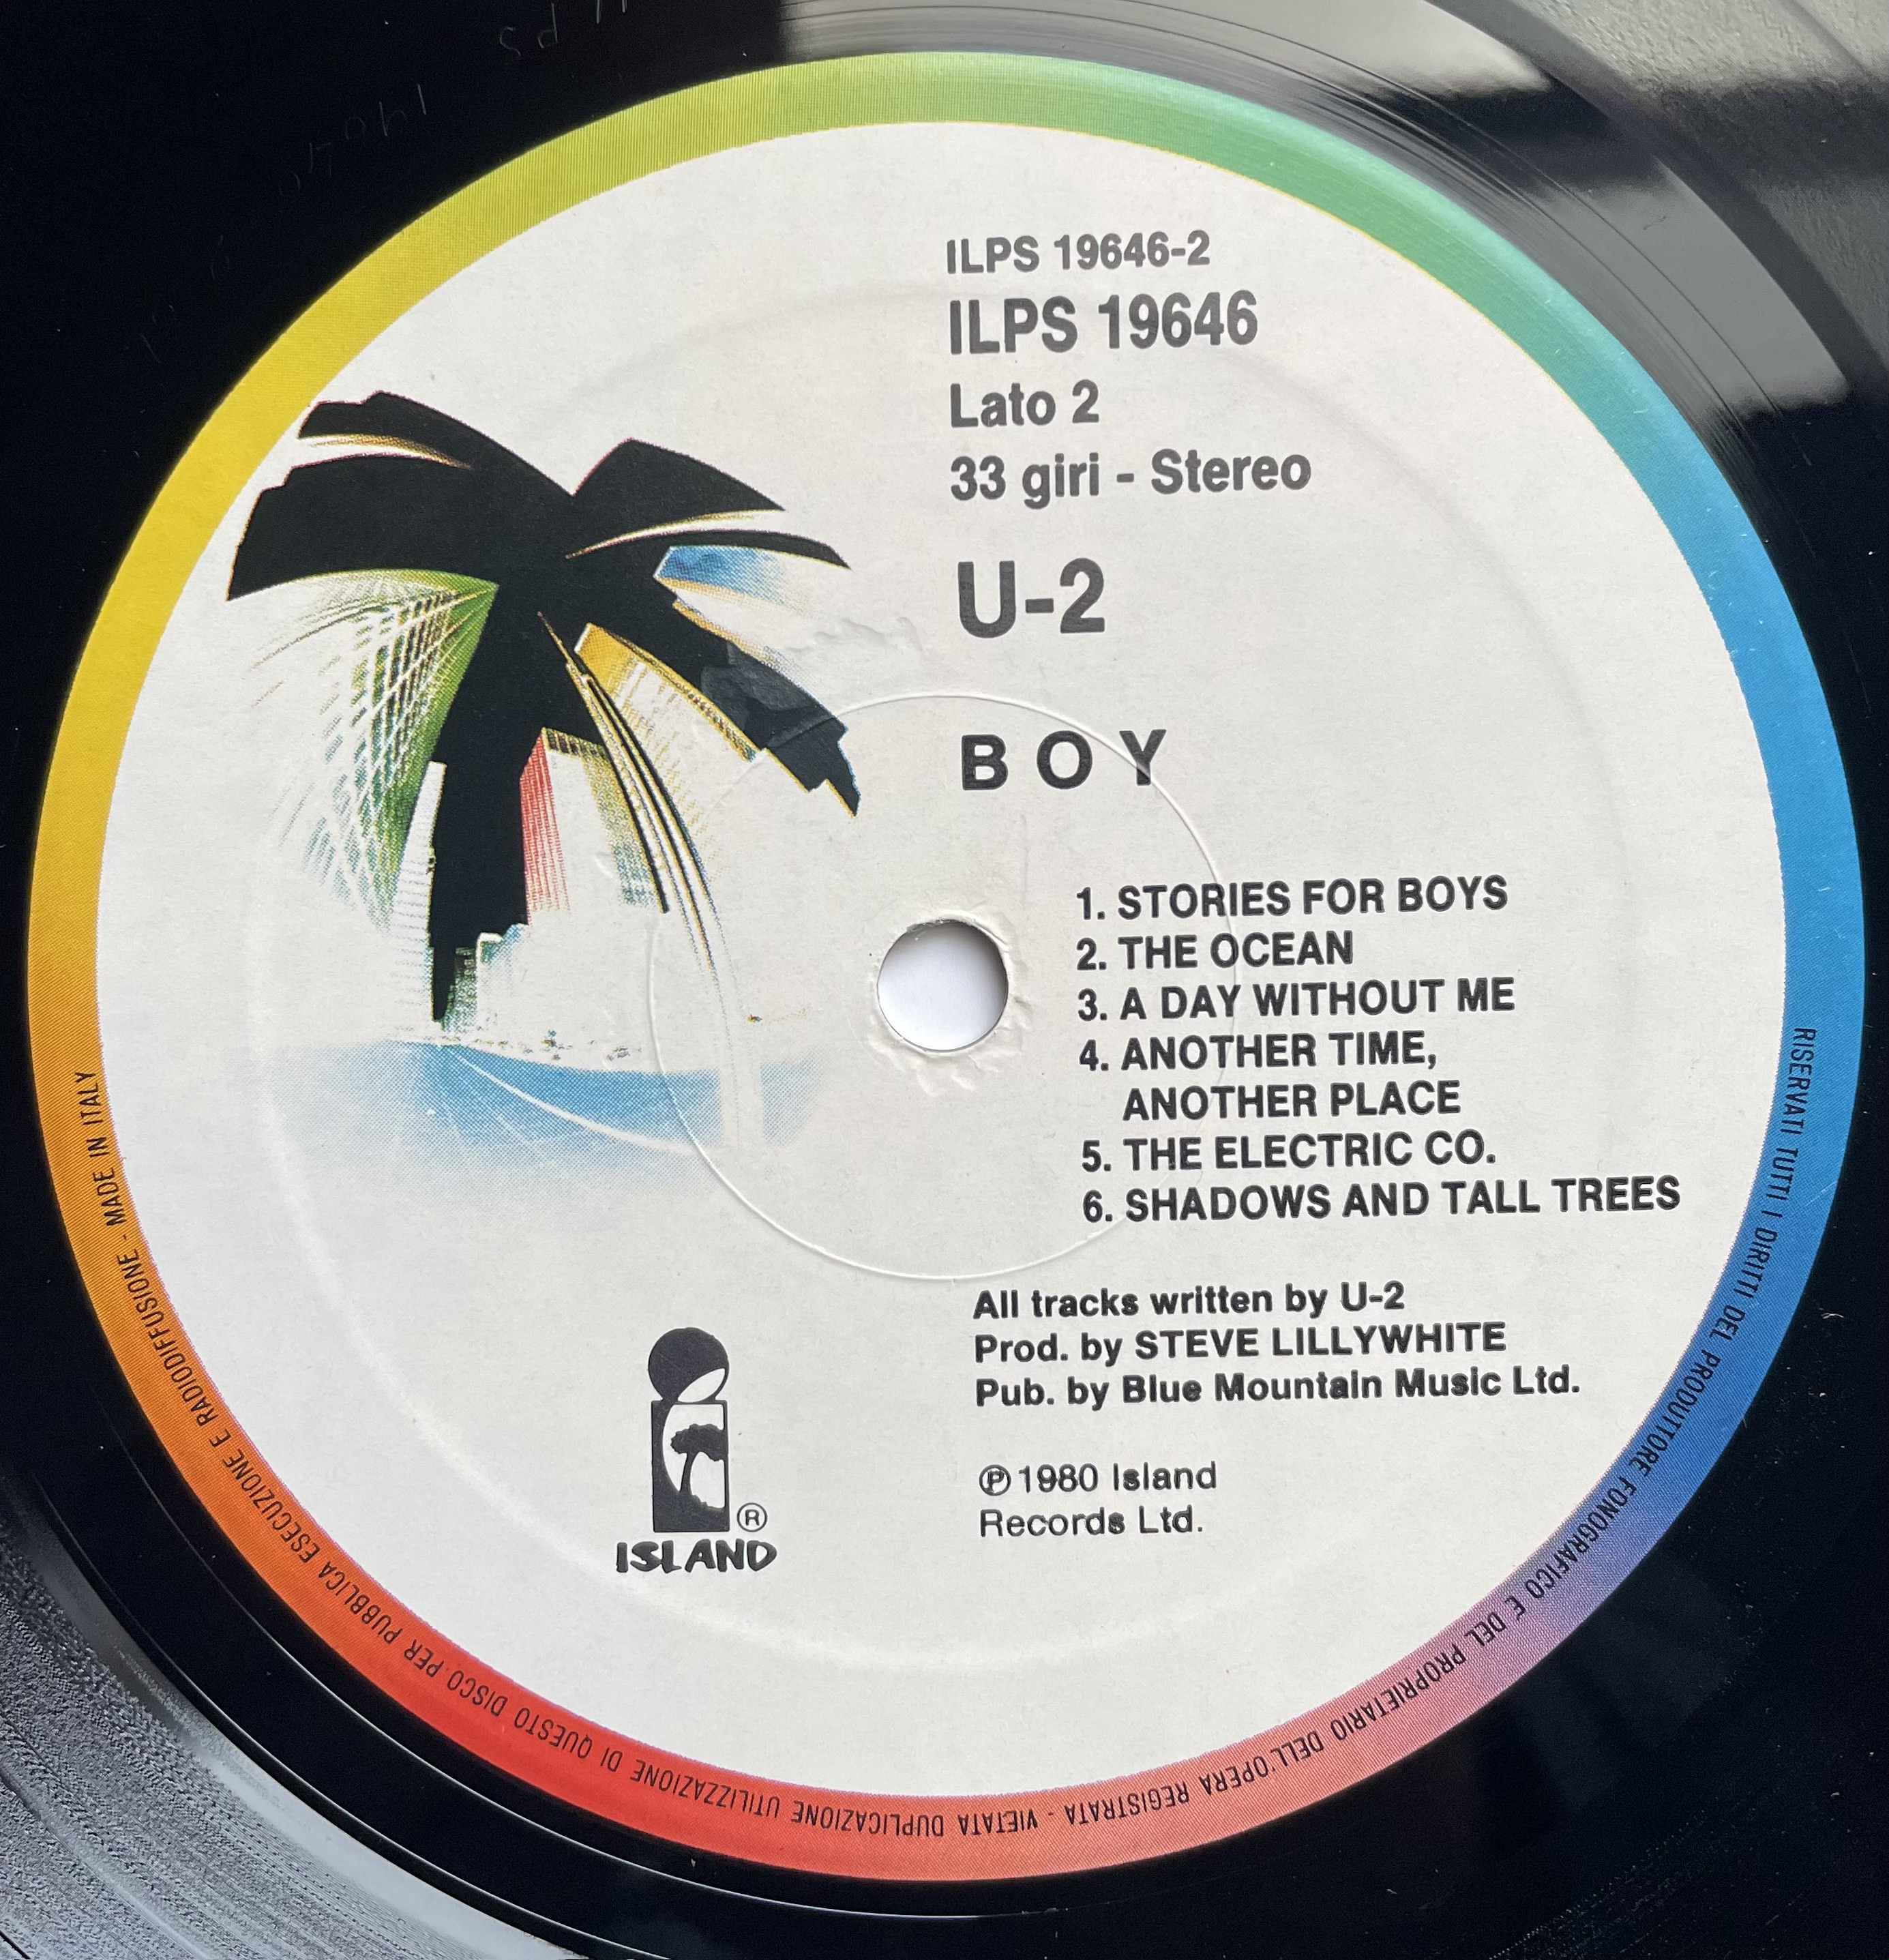 ILPS 19646-2
ILPS 19646
Lato 2
33 giri - Stereo
U-2
BOY
1. STORIES FOR BOYS
2. THE OCEAN
3. A DAY WITHOUT ME
4. ANOTHER TIME,
ANOTHER PLACE
5. THE ELECTRIC CO.
6. SHADOWS AND TALL TREES
All tracks written by U-2
Prod. by STEVE LILLYWHITE
Pub. by Blue Mountain Music Ltd.
℗ 1980 Island
Records Ltd.
®
ISLAND
RISERVATI TUTTI I DIRITTI DEL PRODUTTORE FONOGRAFICO E DEL PROPRIETARIO DELL'OPERA REGISTRATA - VIETATA DUPLICAZIONE UTILIZZAZIONE DI QUESTO DISCO PER PUBBLICA ESECUZIONE E RADIODIFFUSIONE - MADE IN ITALY